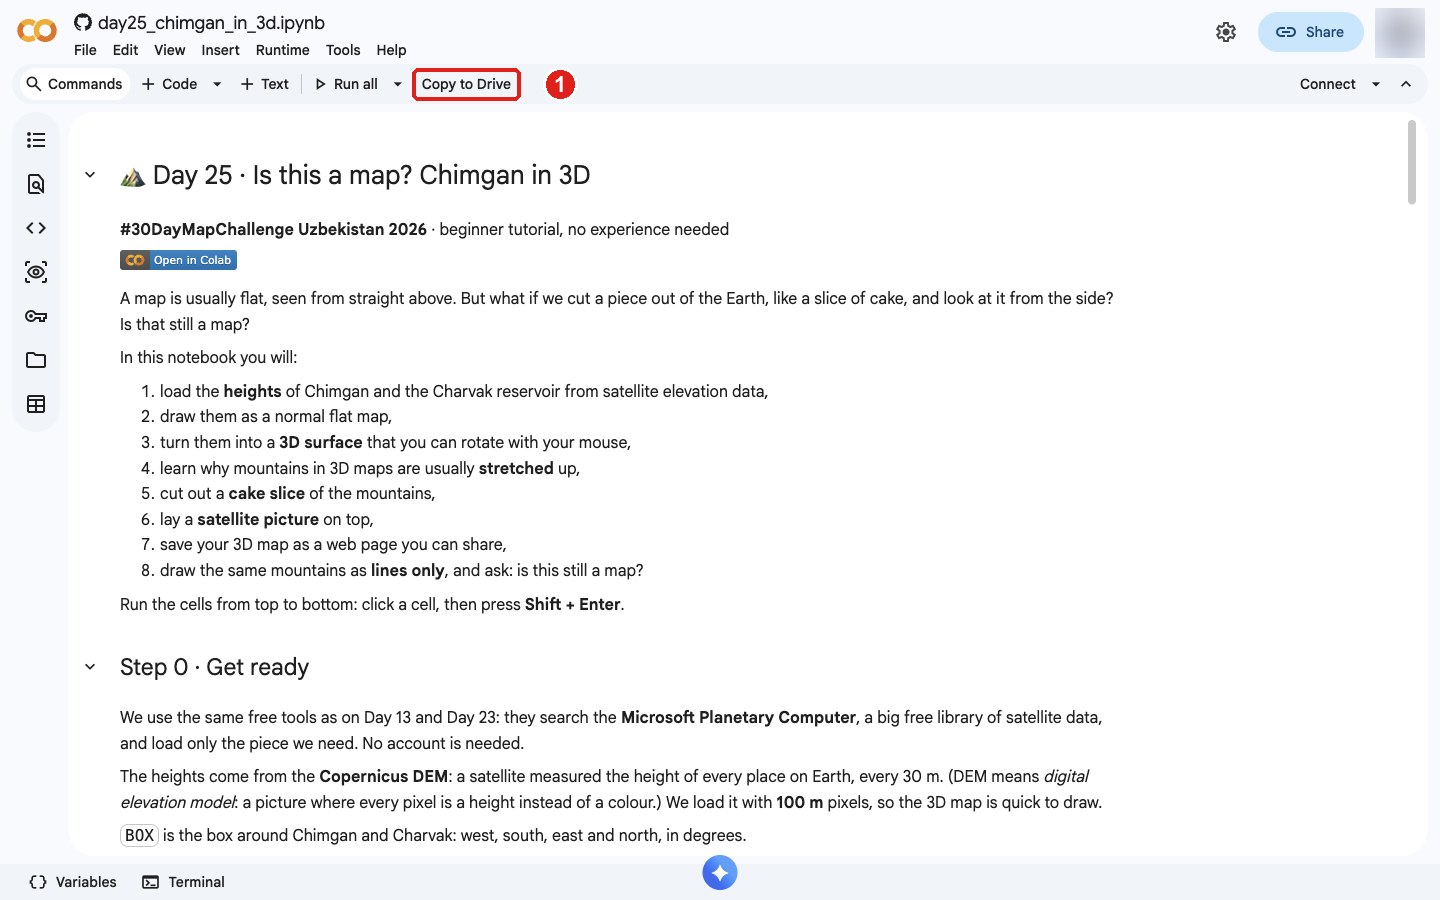 day25_chimgan_in_3d.ipynb
File Edit View Insert Runtime Tools Help
Share
Commands + Code + Text Run all Copy to Drive 1 Connect
Day 25 · Is this a map? Chimgan in 3D
#30DayMapChallenge Uzbekistan 2026 · beginner tutorial, no experience needed
Open in Colab
A map is usually flat, seen from straight above. But what if we cut a piece out of the Earth, like a slice of cake, and look at it from the side?
Is that still a map?
In this notebook you will:
1. load the heights of Chimgan and the Charvak reservoir from satellite elevation data,
2. draw them as a normal flat map,
3. turn them into a 3D surface that you can rotate with your mouse,
4. learn why mountains in 3D maps are usually stretched up,
5. cut out a cake slice of the mountains,
6. lay a satellite picture on top,
7. save your 3D map as a web page you can share,
8. draw the same mountains as lines only, and ask: is this still a map?
Run the cells from top to bottom: click a cell, then press Shift + Enter.
Step 0 · Get ready
We use the same free tools as on Day 13 and Day 23: they search the Microsoft Planetary Computer, a big free library of satellite data,
and load only the piece we need. No account is needed.
The heights come from the Copernicus DEM: a satellite measured the height of every place on Earth, every 30 m. (DEM means digital
elevation model: a picture where every pixel is a height instead of a colour.) We load it with 100 m pixels, so the 3D map is quick to draw.
BOX is the box around Chimgan and Charvak: west, south, east and north, in degrees.
Variables Terminal